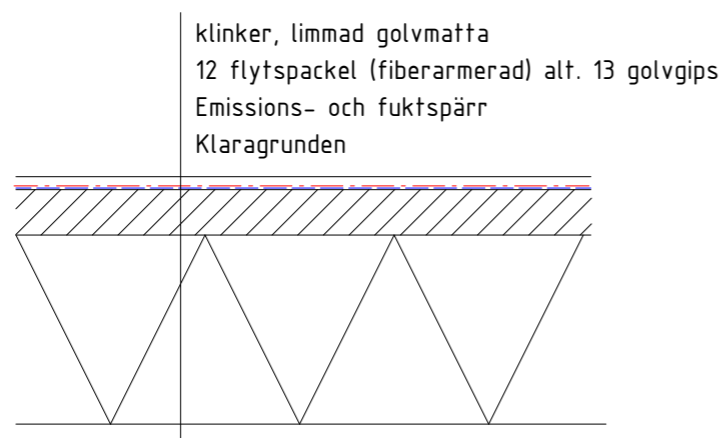 klinker, limmad golvmatta
12 flytspackel (fiberarmerad) alt. 13 golvgips
Emissions- och fuktspärr
Klaragrunden